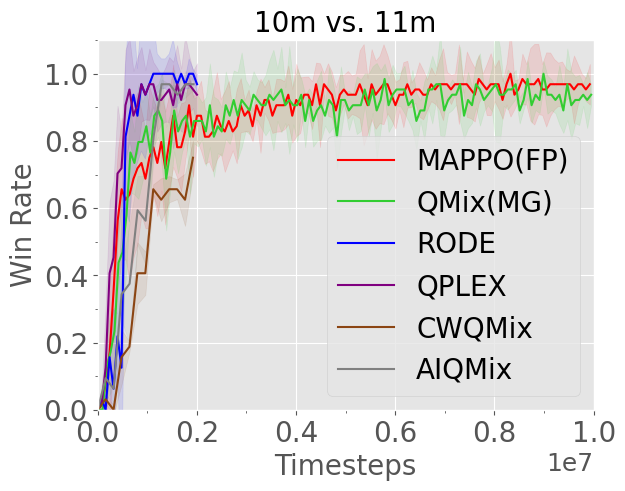 10m vs. 11m
Win Rate
1.0
0.8
0.6
0.4
0.2
0.0
MAPPO(FP)
QMix(MG)
RODE
QPLEX
CWQMix
AIQMix
0.0 0.2 0.4 0.6 0.8 1.0
Timesteps
1e7